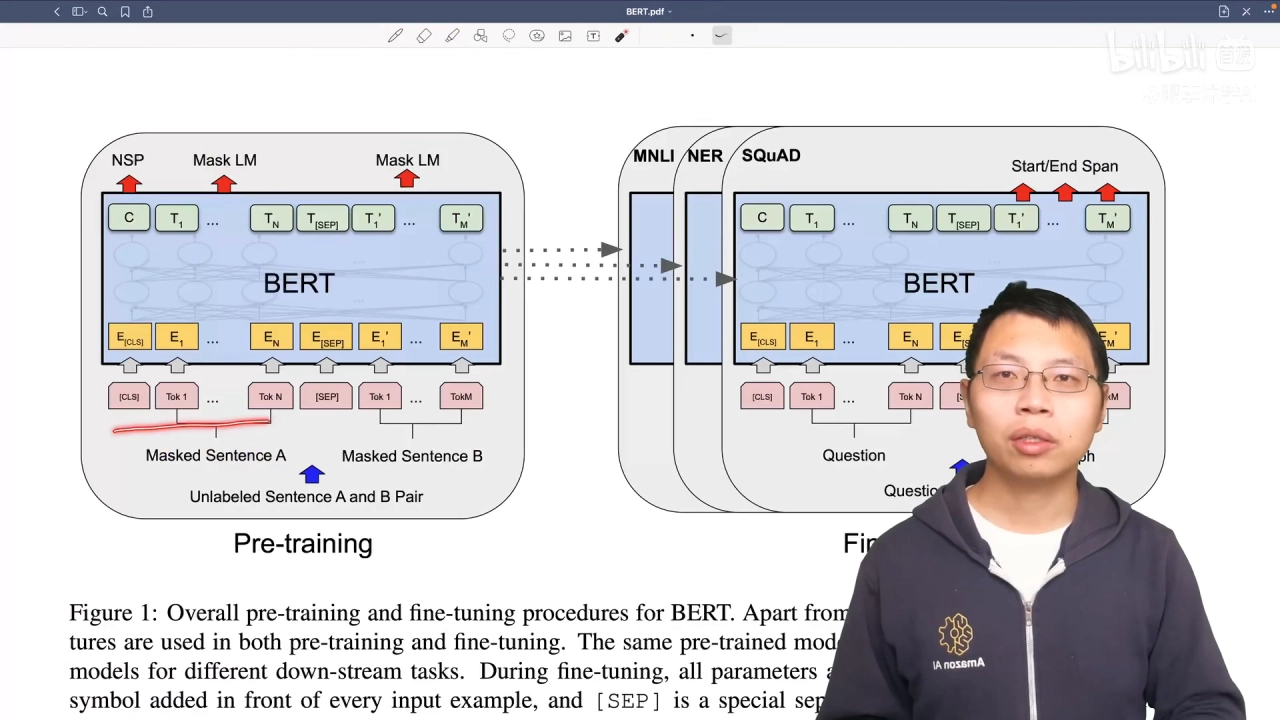 BERT.pdf
bilibili 首发
NSP
Mask LM
Mask LM
C
T1
...
TN
T[SEP]
T1'
...
TM'
BERT
E[CLS]
E1
...
EN
E[SEP]
E1'
...
EM'
[CLS]
Tok 1
...
Tok N
[SEP]
Tok 1
...
TokM
Masked Sentence A
Masked Sentence B
Unlabeled Sentence A and B Pair
Pre-training
MNLI
NER
SQuAD
Start/End Span
C
T1
...
TN
T[SEP]
T1'
...
TM'
BERT
E[CLS]
E1
...
EN
[CLS]
Tok 1
...
Tok N
Question
Figure 1: Overall pre-training and fine-tuning procedures for BERT. Apart from
tures are used in both pre-training and fine-tuning. The same pre-trained
models for different down-stream tasks. During fine-tuning, all parameters
symbol added in front of every input example, and [SEP] is a special
Amazon AI